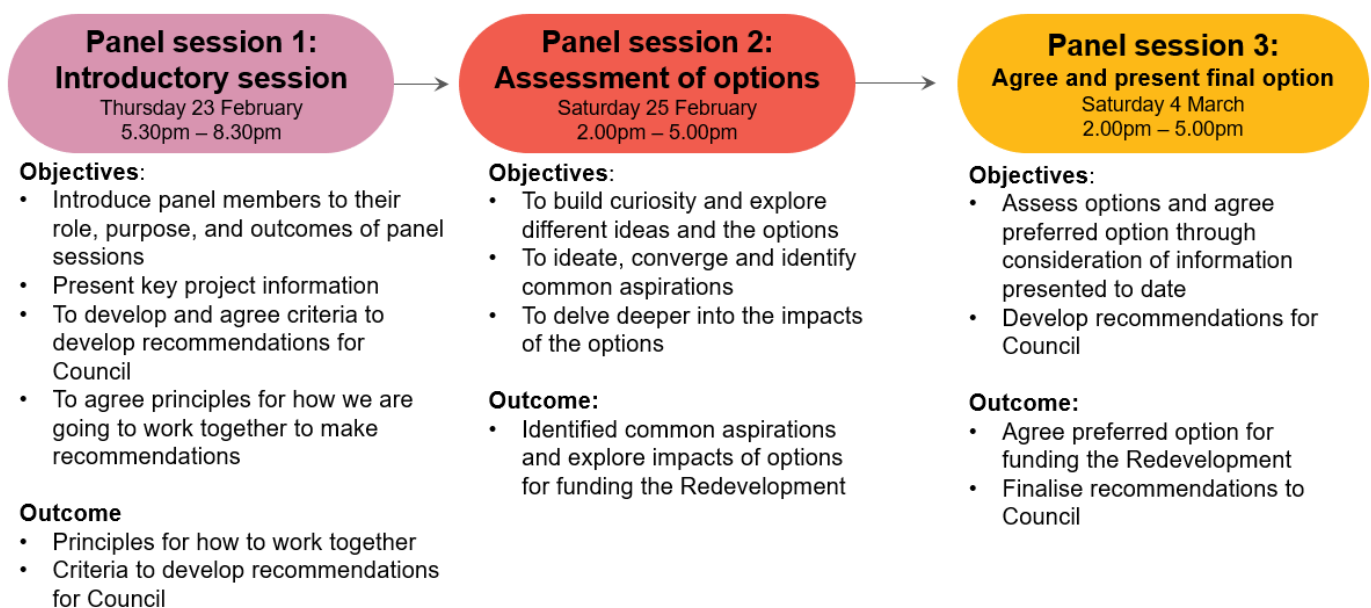 Panel session 1:
Introductory session
Thursday 23 February
5.30pm – 8.30pm
Objectives:
• Introduce panel members to their
role, purpose, and outcomes of panel
sessions
• Present key project information
• To develop and agree criteria to
develop recommendations for
Council
• To agree principles for how we are
going to work together to make
recommendations
Outcome
• Principles for how to work together
• Criteria to develop recommendations
for Council
Panel session 2:
Assessment of options
Saturday 25 February
2.00pm – 5.00pm
Objectives:
• To build curiosity and explore
different ideas and the options
• To ideate, converge and identify
common aspirations
• To delve deeper into the impacts
of the options
Outcome:
• Identified common aspirations
and explore impacts of options
for funding the Redevelopment
Panel session 3:
Agree and present final option
Saturday 4 March
2.00pm – 5.00pm
Objectives:
• Assess options and agree
preferred option through
consideration of information
presented to date
• Develop recommendations for
Council
Outcome:
• Agree preferred option for
funding the Redevelopment
• Finalise recommendations to
Council